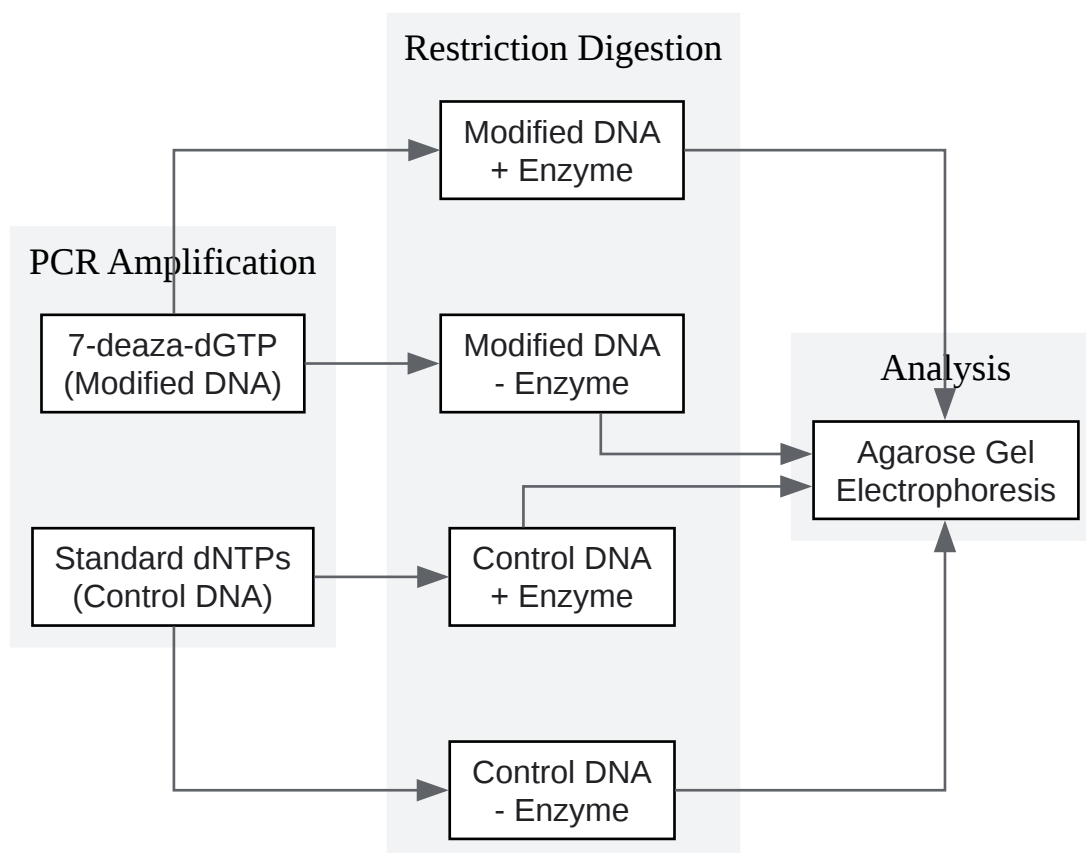 Restriction Digestion
Modified DNA
+ Enzyme
PCR Amplification
7-deaza-dGTP
(Modified DNA)
Modified DNA
- Enzyme
Analysis
Agarose Gel
Electrophoresis
Standard dNTPs
(Control DNA)
Control DNA
+ Enzyme
Control DNA
- Enzyme